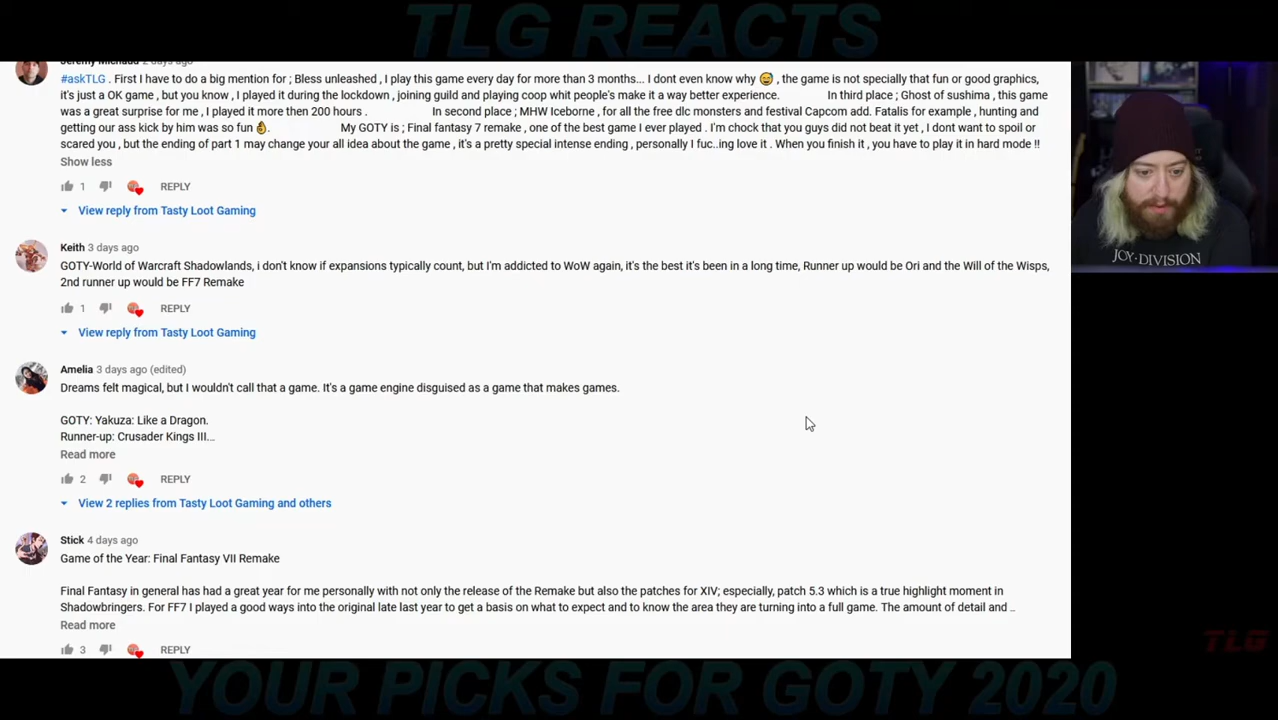 TLG REACTS
Jeremy Michaud 2 days ago
#askTLG . First I have to do a big mention for ; Bless unleashed , I play this game every day for more than 3 months... I dont even know why 😅 , the game is not specially that fun or good graphics,
it's just a OK game , but you know , I played it during the lockdown , joining guild and playing coop whit people's make it a way better experience. In third place ; Ghost of sushima , this game
was a great surprise for me , I played it more then 200 hours . In second place ; MHW Iceborne , for all the free dlc monsters and festival Capcom add. Fatalis for example , hunting and
getting our ass kick by him was so fun 👌. My GOTY is ; Final fantasy 7 remake , one of the best game I ever played . I'm chock that you guys did not beat it yet , I dont want to spoil or
scared you , but the ending of part 1 may change your all idea about the game , it's a pretty special intense ending , personally I fuc..ing love it . When you finish it , you have to play it in hard mode !!
Show less
1 REPLY
View reply from Tasty Loot Gaming
Keith 3 days ago
GOTY-World of Warcraft Shadowlands, i don't know if expansions typically count, but I'm addicted to WoW again, it's the best it's been in a long time, Runner up would be Ori and the Will of the Wisps,
2nd runner up would be FF7 Remake
1 REPLY
View reply from Tasty Loot Gaming
Amelia 3 days ago (edited)
Dreams felt magical, but I wouldn't call that a game. It's a game engine disguised as a game that makes games.
GOTY: Yakuza: Like a Dragon.
Runner-up: Crusader Kings III...
Read more
2 REPLY
View 2 replies from Tasty Loot Gaming and others
Stick 4 days ago
Game of the Year: Final Fantasy VII Remake
Final Fantasy in general has had a great year for me personally with not only the release of the Remake but also the patches for XIV; especially, patch 5.3 which is a true highlight moment in
Shadowbringers. For FF7 I played a good ways into the original late last year to get a basis on what to expect and to know the area they are turning into a full game. The amount of detail and ..
Read more
3 REPLY
JOY·DIVISION
TLG
YOUR PICKS FOR GOTY 2020